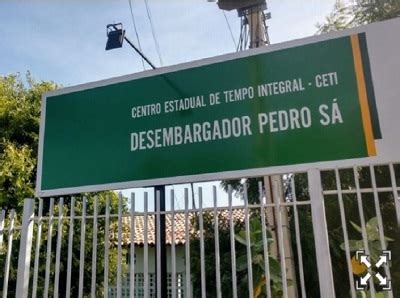 CENTRO ESTADUAL DE TEMPO INTEGRAL - CETI
DESEMBARGADOR PEDRO SÁ